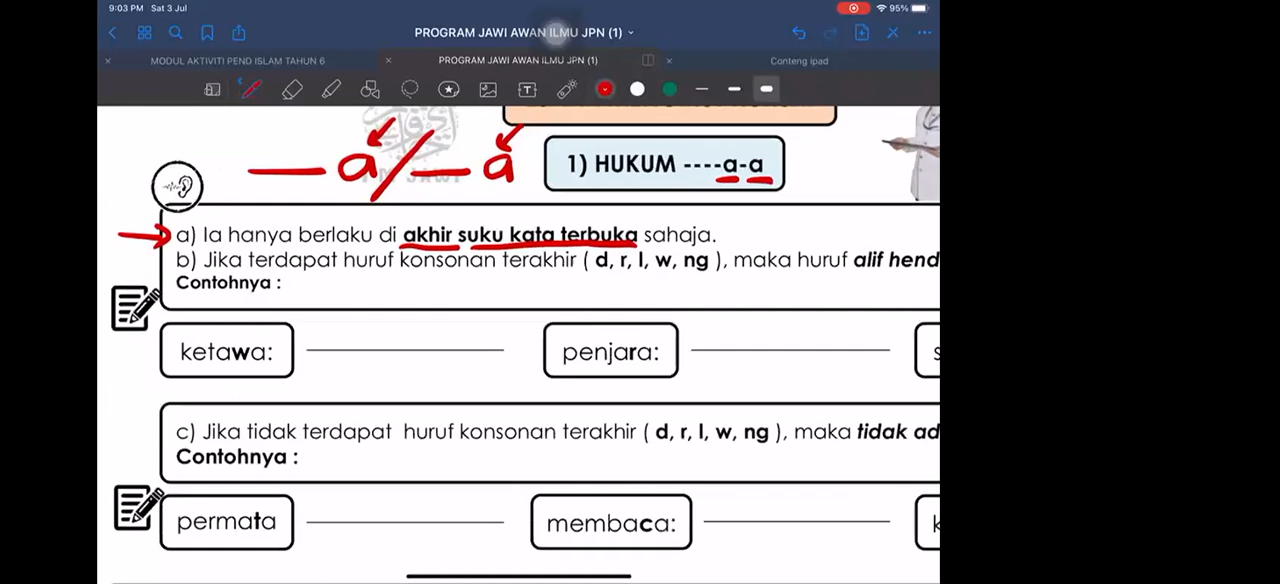 9:03 PM Sat 3 Jul
95%
PROGRAM JAWI AWAN ILMU JPN (1)
MODUL AKTIVITI PEND ISLAM TAHUN 6
PROGRAM JAWI AWAN ILMU JPN (1)
Conteng ipad
a / a
1) HUKUM ----a-a
a) Ia hanya berlaku di akhir suku kata terbuka sahaja.
b) Jika terdapat huruf konsonan terakhir ( d, r, l, w, ng ), maka huruf alif hend
Contohnya :
ketawa:
penjara:
c) Jika tidak terdapat huruf konsonan terakhir ( d, r, l, w, ng ), maka tidak ad
Contohnya :
permata
membaca: